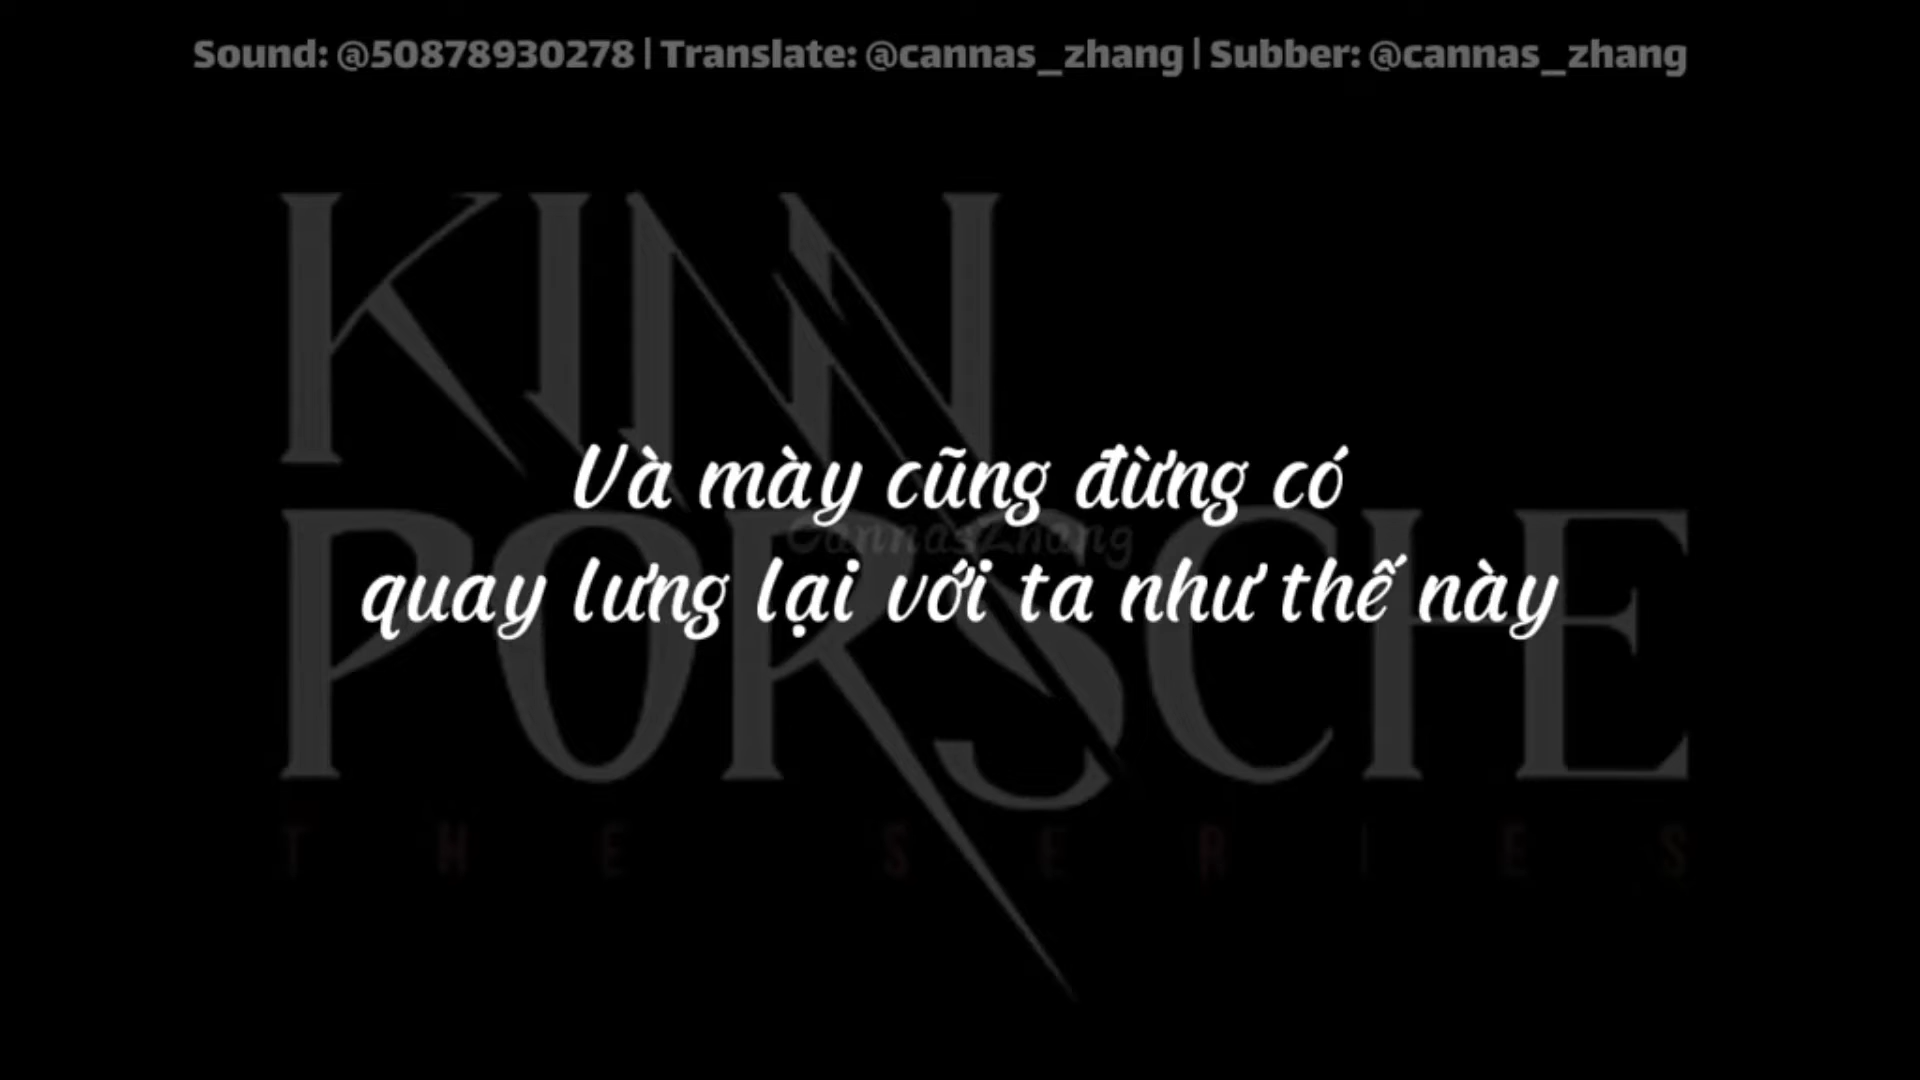 Sound: @50878930278 | Translate: @cannas_zhang | Subber: @cannas_zhang
KINN
Và mày cũng đừng có
CannasZhang
quay lưng lại với ta như thế này
PORSCHE
THE SERIES